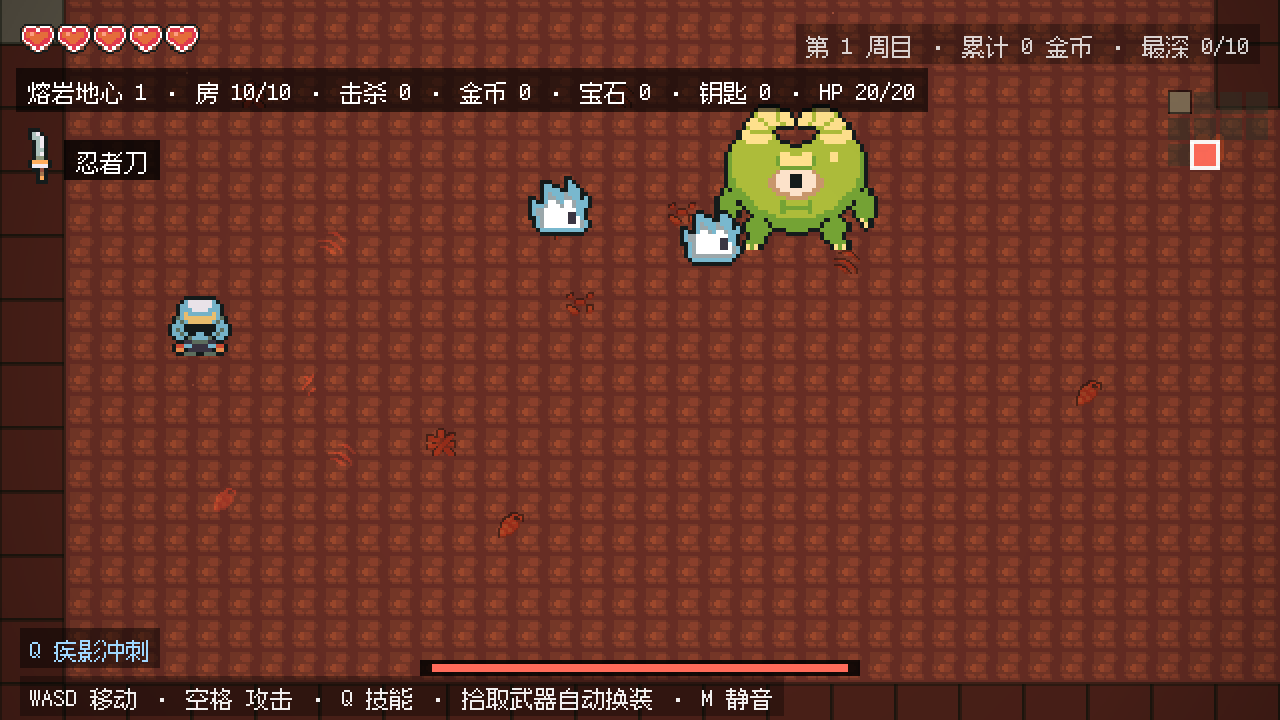 第 1 周目 · 累计 0 金币 · 最深 0/10
熔岩地心 1 · 房 10/10 · 击杀 0 · 金币 0 · 宝石 0 · 钥匙 0 · HP 20/20
忍者刀
Q 疾影冲刺
WASD 移动 · 空格 攻击 · Q 技能 · 拾取武器自动换装 · M 静音